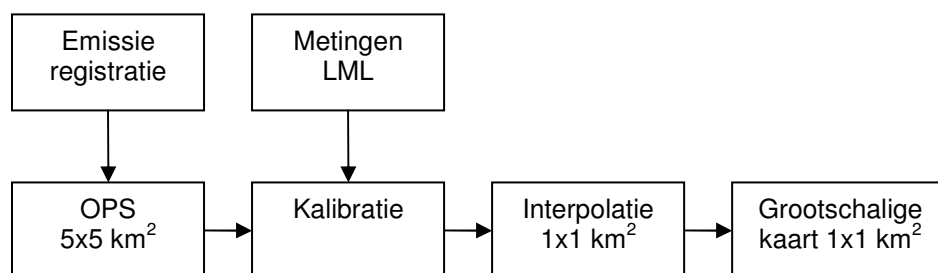 Emissie
registratie
Metingen
LML
OPS
5x5 km²
Kalibratie
Interpolatie
1x1 km²
Grootschalige
kaart 1x1 km²